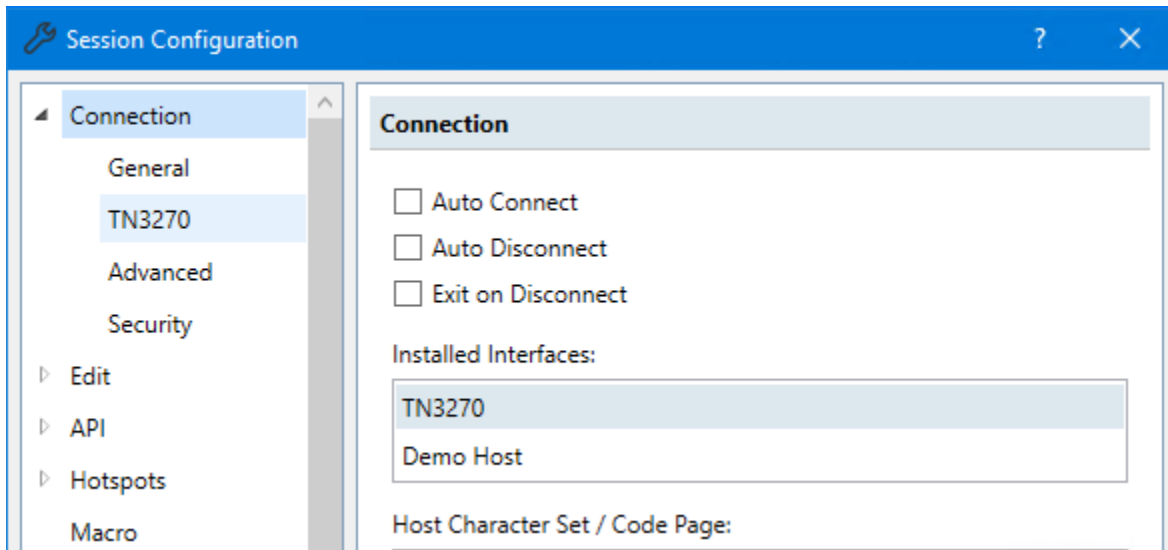 Session Configuration
?
Connection
General
TN3270
Advanced
Security
Edit
API
Hotspots
Macro
Connection
Auto Connect
Auto Disconnect
Exit on Disconnect
Installed Interfaces:
TN3270
Demo Host
Host Character Set / Code Page: